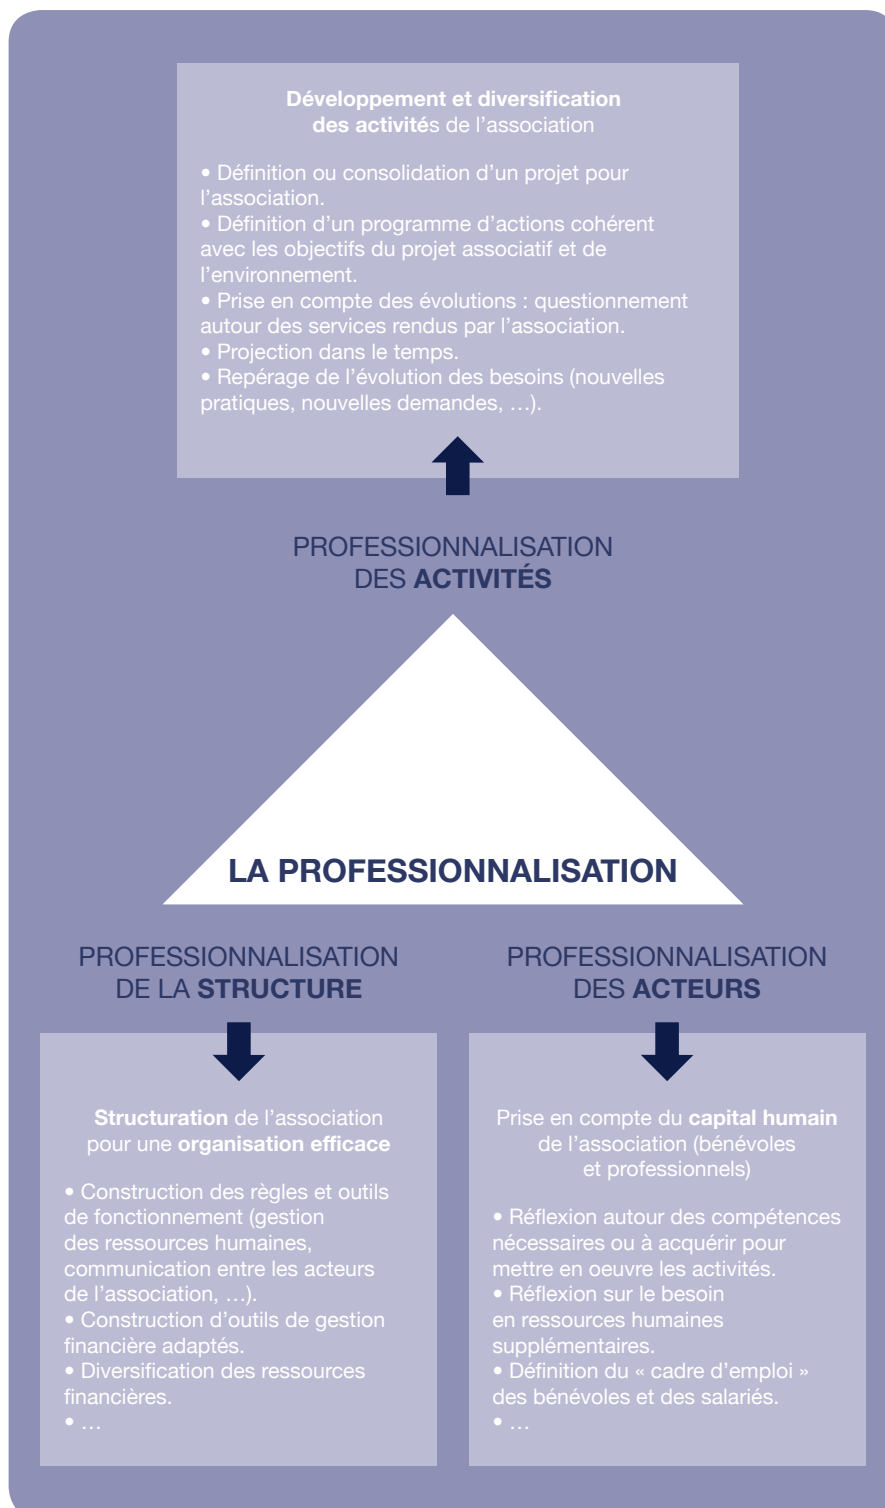 Développement et diversification
des activités de l’association
• Définition ou consolidation d’un projet pour
l’association.
• Définition d’un programme d’actions cohérent
avec les objectifs du projet associatif et de
l’environnement.
• Prise en compte des évolutions : questionnement
autour des services rendus par l’association.
• Projection dans le temps.
• Repérage de l’évolution des besoins (nouvelles
pratiques, nouvelles demandes, …).
PROFESSIONNALISATION
DES ACTIVITÉS
LA PROFESSIONNALISATION
PROFESSIONNALISATION
DE LA STRUCTURE
Structuration de l’association
pour une organisation efficace
• Construction des règles et outils
de fonctionnement (gestion
des ressources humaines,
communication entre les acteurs
de l’association, …).
• Construction d’outils de gestion
financière adaptés.
• Diversification des ressources
financières.
• …
PROFESSIONNALISATION
DES ACTEURS
Prise en compte du capital humain
de l’association (bénévoles
et professionnels)
• Réflexion autour des compétences
nécessaires ou à acquérir pour
mettre en oeuvre les activités.
• Réflexion sur le besoin
en ressources humaines
supplémentaires.
• Définition du « cadre d’emploi »
des bénévoles et des salariés.
• …